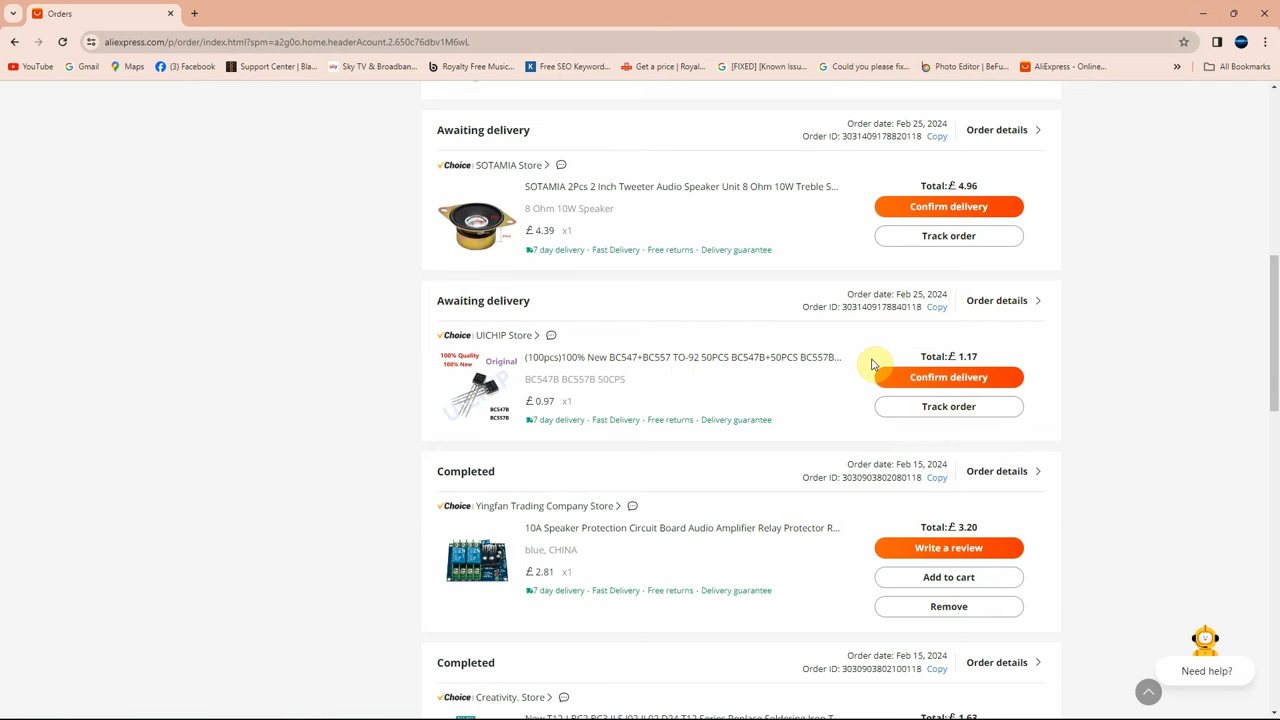 Orders
aliexpress.com/p/order/index.html?spm=a2g0o.home.headerAcount.2.650c76dbv1M6wL
YouTube
Gmail
Maps
(3) Facebook
Support Center | Bla...
Sky TV & Broadban...
Royalty Free Music...
Free SEO Keyword...
Get a price | Royal...
[FIXED] [Known Issu...
Could you please fix...
Photo Editor | BeFu...
AliExpress - Online...
All Bookmarks
Awaiting delivery
Order date: Feb 25, 2024
Order ID: 3031409178820118 Copy
Order details
Choice SOTAMIA Store
SOTAMIA 2Pcs 2 Inch Tweeter Audio Speaker Unit 8 Ohm 10W Treble S...
8 Ohm 10W Speaker
£ 4.39 x1
7 day delivery · Fast Delivery · Free returns · Delivery guarantee
Total:£ 4.96
Confirm delivery
Track order
Awaiting delivery
Order date: Feb 25, 2024
Order ID: 3031409178840118 Copy
Order details
Choice UICHIP Store
100% Quality
100% New
Original
BC547B
BC557B
(100pcs)100% New BC547+BC557 TO-92 50PCS BC547B+50PCS BC557B...
BC547B BC557B 50CPS
£ 0.97 x1
7 day delivery · Fast Delivery · Free returns · Delivery guarantee
Total:£ 1.17
Confirm delivery
Track order
Completed
Order date: Feb 15, 2024
Order ID: 3030903802080118 Copy
Order details
Choice Yingfan Trading Company Store
10A Speaker Protection Circuit Board Audio Amplifier Relay Protector R...
blue, CHINA
£ 2.81 x1
7 day delivery · Fast Delivery · Free returns · Delivery guarantee
Total:£ 3.20
Write a review
Add to cart
Remove
Completed
Order date: Feb 15, 2024
Order ID: 3030903802100118 Copy
Order details
Choice Creativity. Store
Need help?